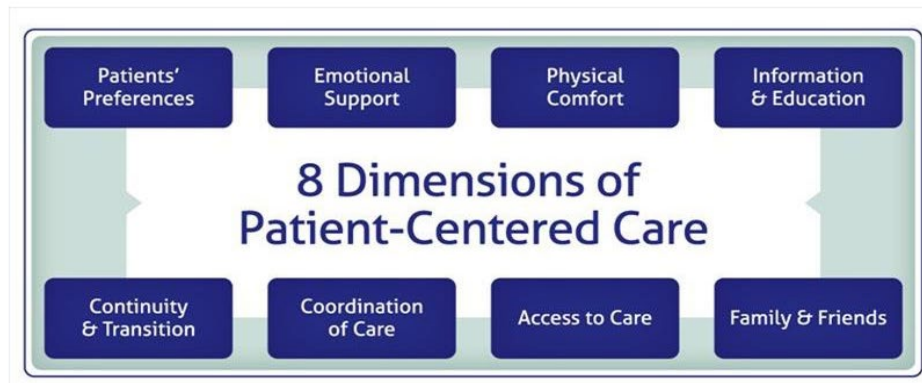 Patients'
Preferences
Emotional
Support
Physical
Comfort
Information
& Education
8 Dimensions of
Patient-Centered Care
Continuity
& Transition
Coordination
of Care
Access to Care
Family & Friends